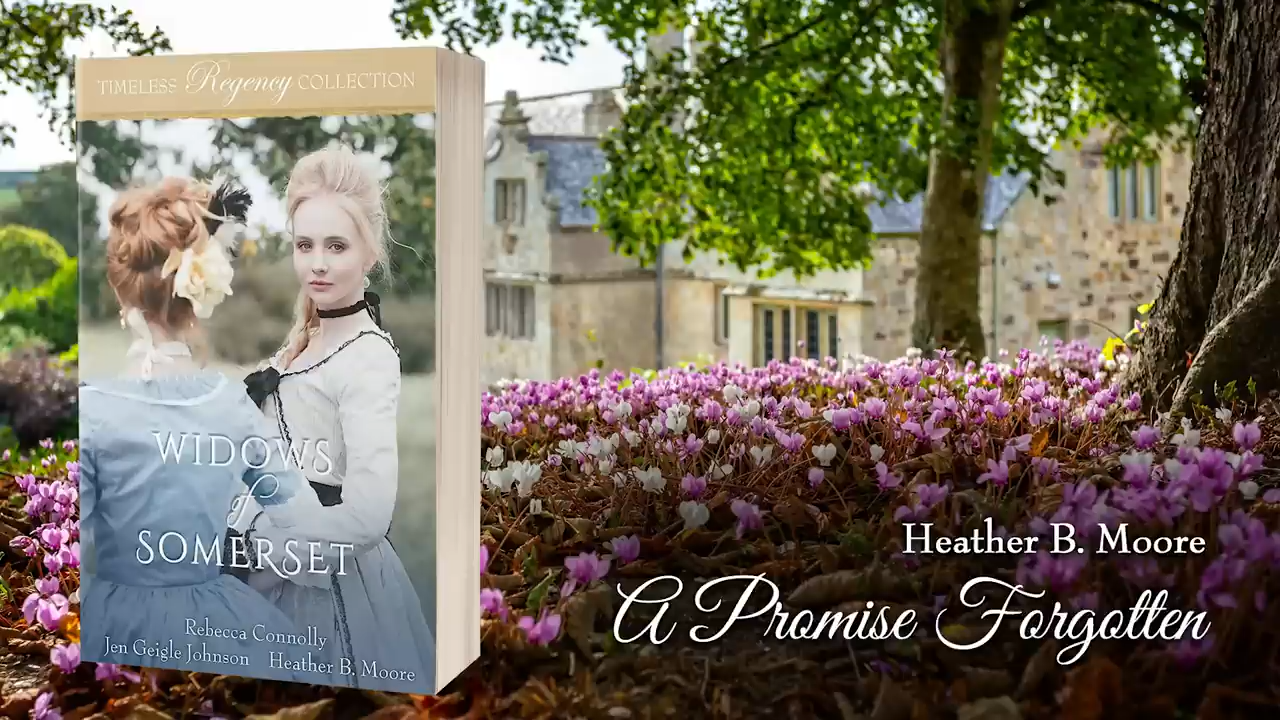 TIMELESS Regency COLLECTION
WIDOWS
of
SOMERSET
Rebecca Connolly
Jen Geigle Johnson Heather B. Moore
Heather B. Moore
A Promise Forgotten